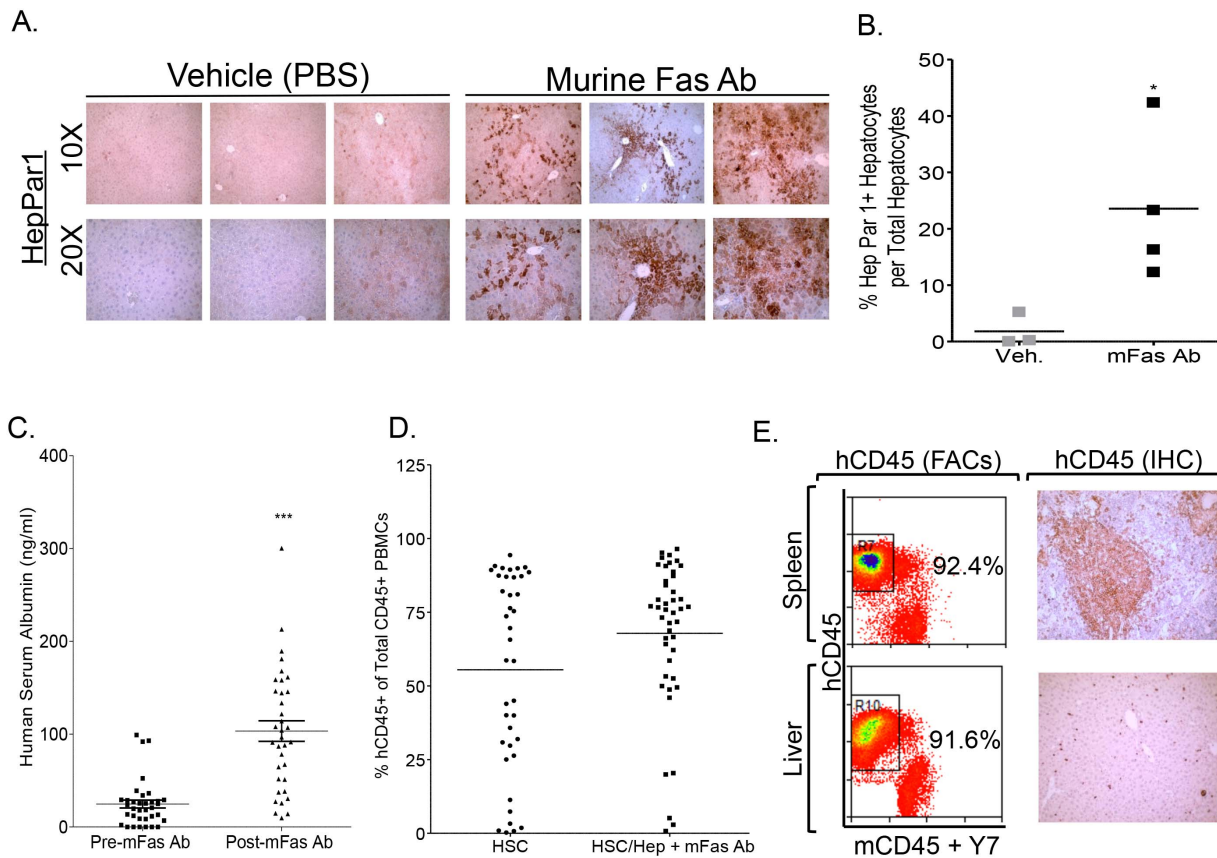 A.
Vehicle (PBS)
Murine Fas Ab
HepPar1
10X
20X
B.
% Hep Par 1+ Hepatocytes
per Total Hepatocytes
50
40
30
20
10
0
*
Veh.
mFas Ab
C.
Human Serum Albumin (ng/ml)
400
300
200
100
0
***
Pre-mFas Ab
Post-mFas Ab
D.
% hCD45+ of Total CD45+ PBMCs
125
100
75
50
25
0
HSC
HSC/Hep + mFas Ab
E.
hCD45 (FACs)
hCD45 (IHC)
Spleen
R7
92.4%
hCD45
Liver
R10
91.6%
mCD45 + Y7